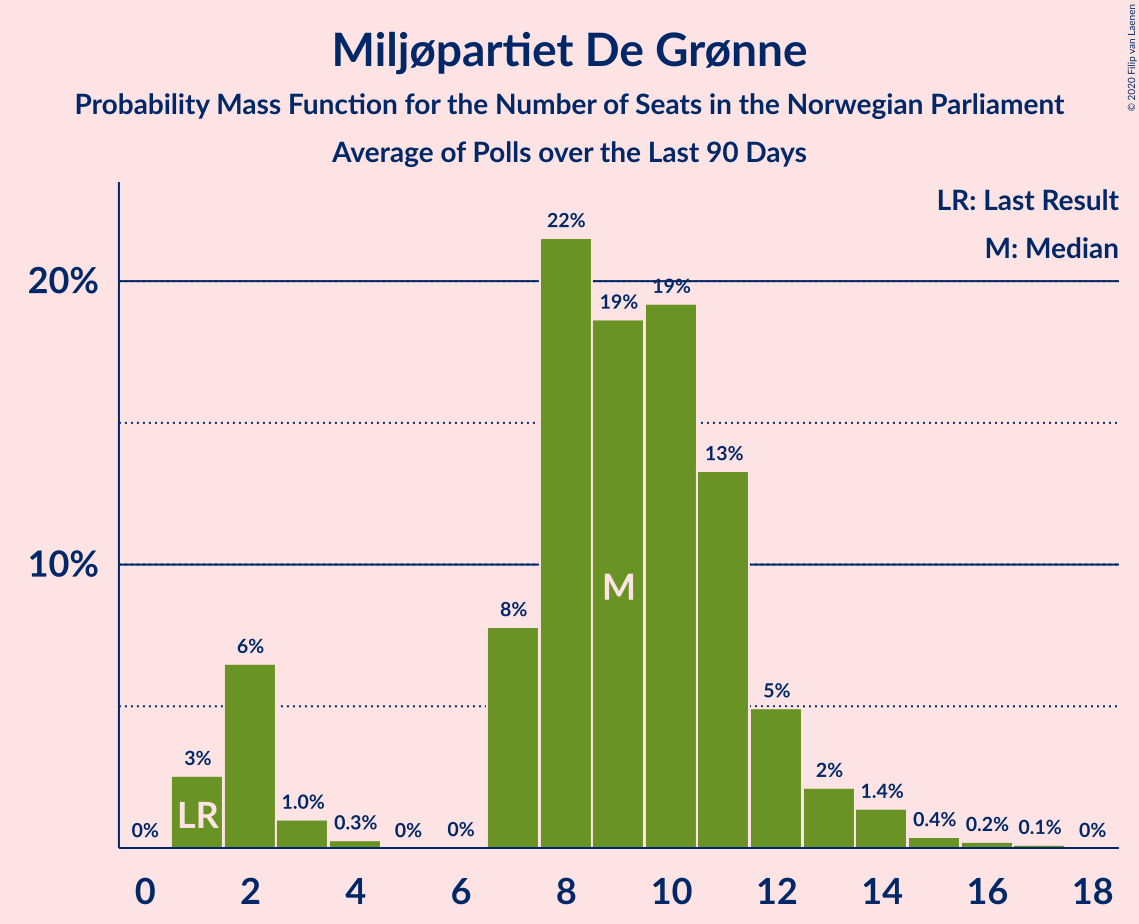 Miljøpartiet De Grønne
Probability Mass Function for the Number of Seats in the Norwegian Parliament
Average of Polls over the Last 90 Days
© 2020 Filip van Laenen
LR: Last Result
M: Median
20%
10%
0%
3%
6%
1.0%
0.3%
0%
0%
8%
22%
19%
19%
13%
5%
2%
1.4%
0.4%
0.2%
0.1%
0%
LR
M
0 2 4 6 8 10 12 14 16 18